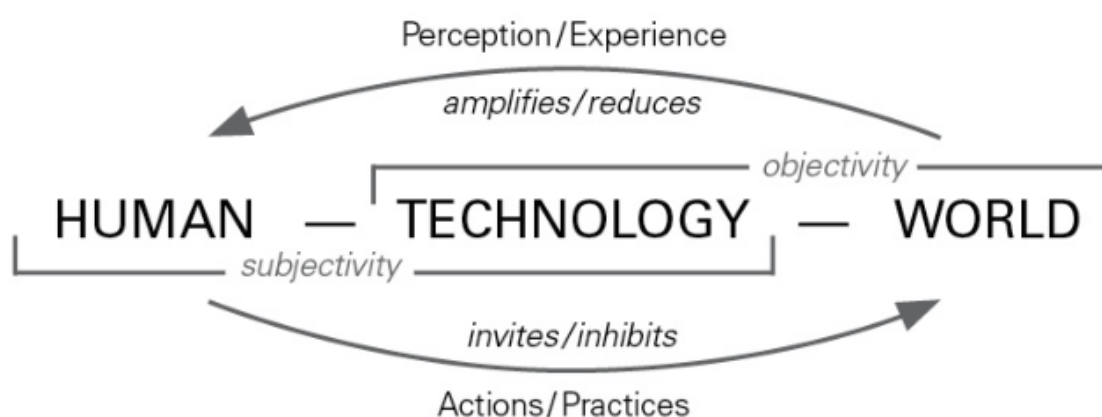 Perception/Experience
amplifies/reduces
objectivity
HUMAN — TECHNOLOGY — WORLD
subjectivity
invites/inhibits
Actions/Practices